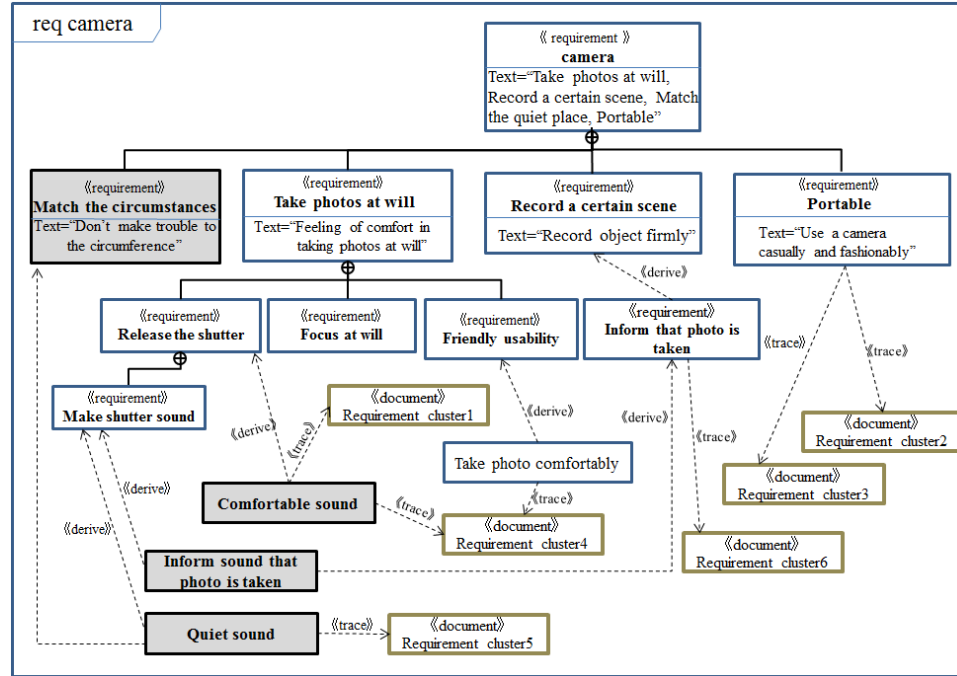 req camera
《 requirement 》
camera
Text=“Take photos at will,
Record a certain scene, Match
the quiet place, Portable”
《requirement》
Match the circumstances
Text=“Don’t make trouble to
the circumference”
《requirement》
Take photos at will
Text=“Feeling of comfort in
taking photos at will”
《requirement》
Record a certain scene
Text=“Record object firmly”
《requirement》
Portable
Text=“Use a camera
casually and fashionably”
《derive》
《requirement》
Release the shutter
《requirement》
Focus at will
《requirement》
Friendly usability
《requirement》
Inform that photo is
taken
《trace》
《trace》
《requirement》
Make shutter sound
《document》
Requirement cluster1
《derive》
《trace》
《derive》
《derive》
《trace》
《document》
Requirement cluster2
Take photo comfortably
《document》
Requirement cluster3
《derive》
《derive》
Comfortable sound
《trace》
《trace》
《document》
Requirement cluster4
《document》
Requirement cluster6
Inform sound that
photo is taken
Quiet sound
《trace》
《document》
Requirement cluster5